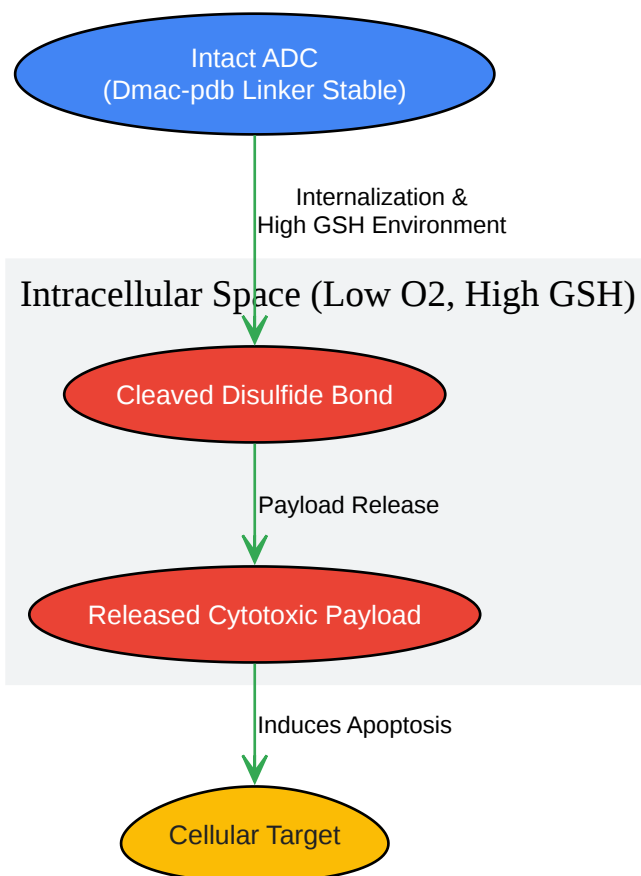 Intact ADC
(Dmac-pdb Linker Stable)
Internalization &
High GSH Environment
Intracellular Space (Low O2, High GSH)
Cleaved Disulfide Bond
Payload Release
Released Cytotoxic Payload
Induces Apoptosis
Cellular Target